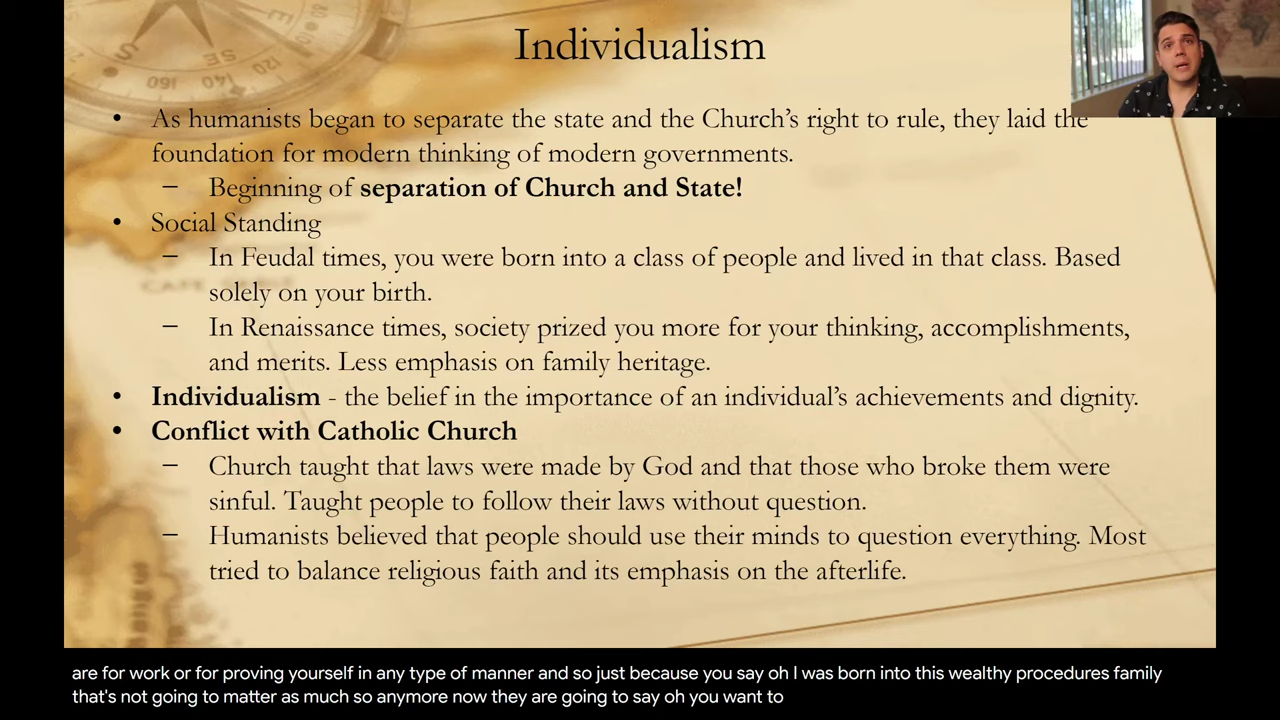 S
SE
E
160
140
120
80
Individualism
• As humanists began to separate the state and the Church’s right to rule, they laid the
foundation for modern thinking of modern governments.
– Beginning of separation of Church and State!
• Social Standing
– In Feudal times, you were born into a class of people and lived in that class. Based
solely on your birth.
– In Renaissance times, society prized you more for your thinking, accomplishments,
and merits. Less emphasis on family heritage.
• Individualism - the belief in the importance of an individual’s achievements and dignity.
• Conflict with Catholic Church
– Church taught that laws were made by God and that those who broke them were
sinful. Taught people to follow their laws without question.
– Humanists believed that people should use their minds to question everything. Most
tried to balance religious faith and its emphasis on the afterlife.
are for work or for proving yourself in any type of manner and so just because you say oh I was born into this wealthy procedures family
that's not going to matter as much so anymore now they are going to say oh you want to